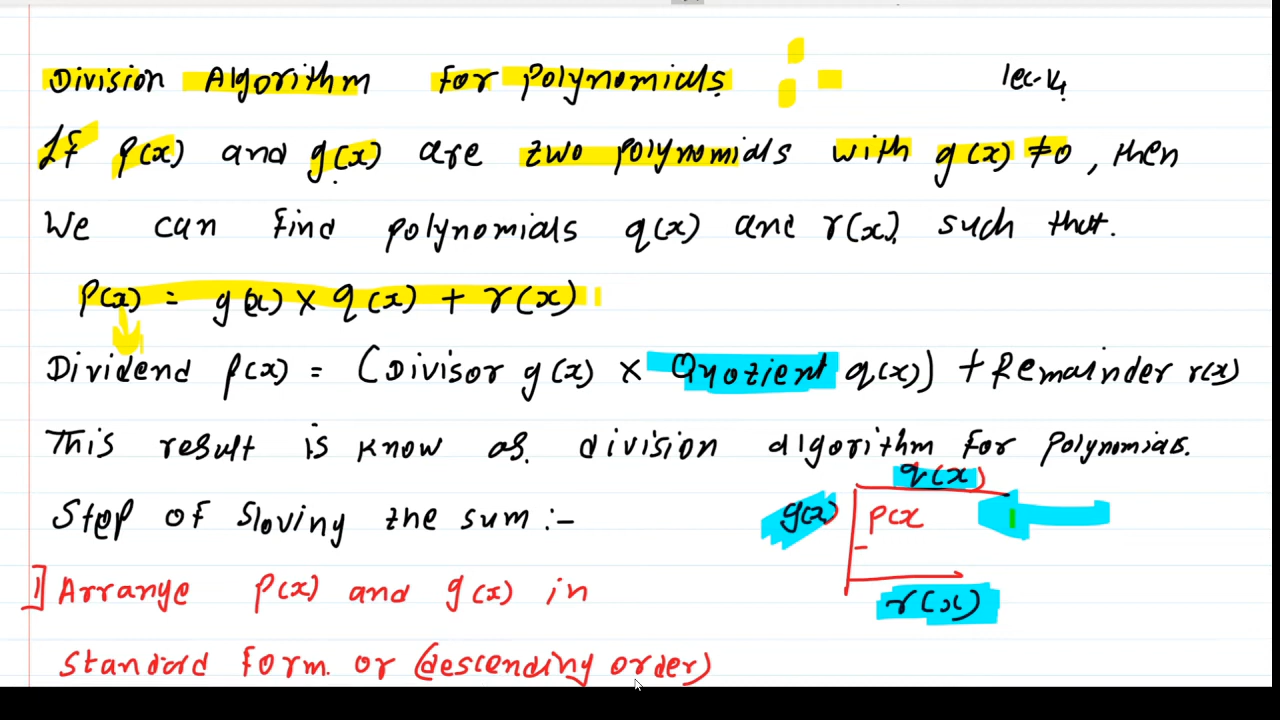 Division Algorithm For Polynomials :- lec-4
If p(x) and g(x) are two polynomials with g(x) ≠ 0, then
We can find polynomials q(x) and r(x) such that.
P(x) = g(x) × q(x) + r(x)
Dividend p(x) = (Divisor g(x) × Quotient q(x)) + Remainder r(x)
This result is know as division algorithm for polynomials.
Step of Sloving the sum :-
q(x)
g(x) p(x
r(x)
1] Arrange p(x) and g(x) in
standard form. or (descending order)